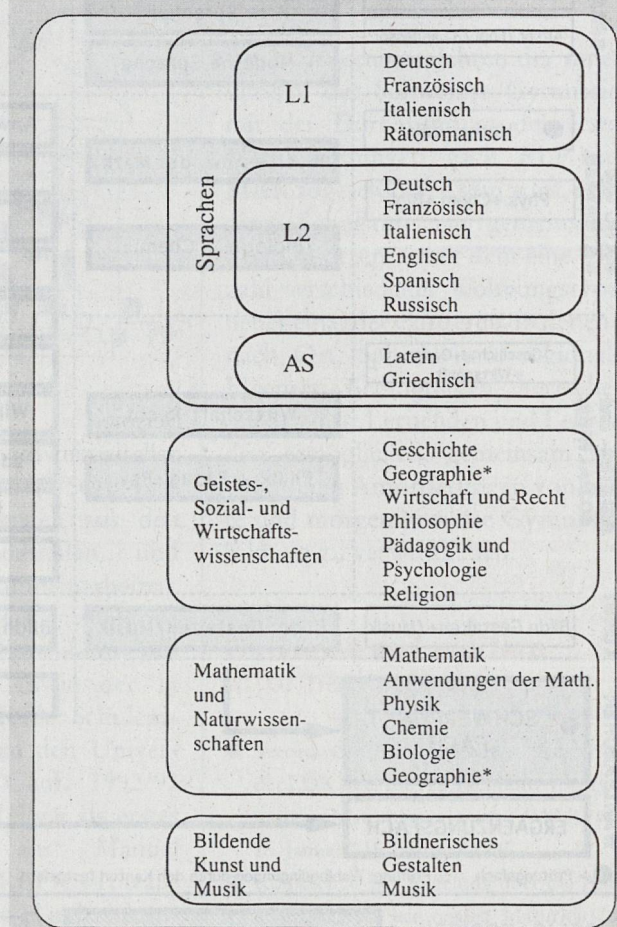 Sprachen
L1
Deutsch
Französisch
Italienisch
Rätoromanisch
L2
Deutsch
Französisch
Italienisch
Englisch
Spanisch
Russisch
AS
Latein
Griechisch
Geistes-,
Sozial- und
Wirtschafts-
wissenschaften
Geschichte
Geographie*
Wirtschaft und Recht
Philosophie
Pädagogik und
Psychologie
Religion
Mathematik
und
Naturwissen-
schaften
Mathematik
Anwendungen der Math.
Physik
Chemie
Biologie
Geographie*
Bildende
Kunst und
Musik
Bildnerisches
Gestalten
Musik